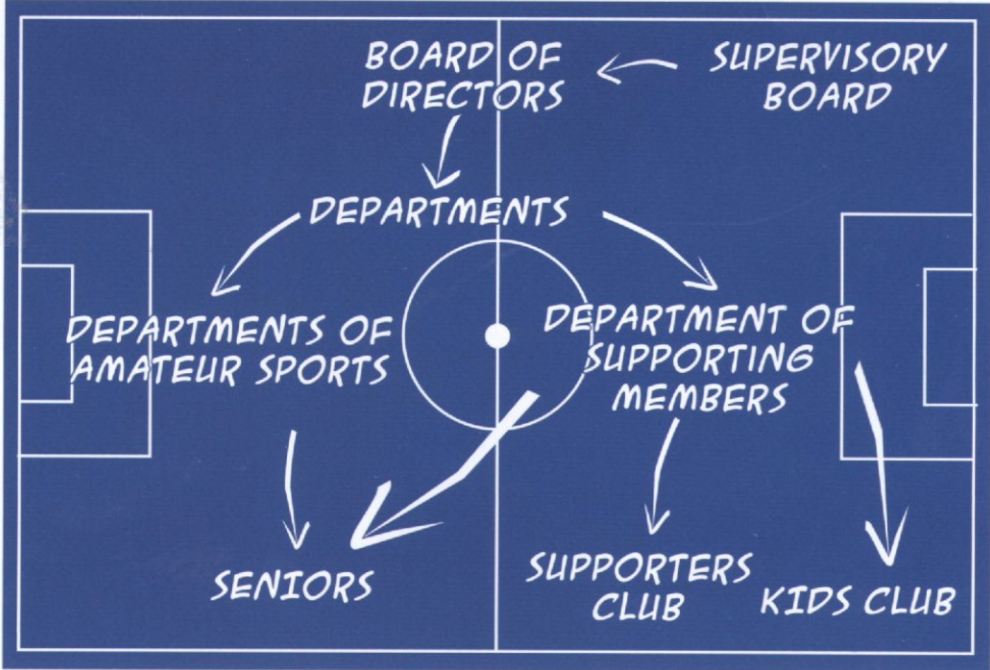 BOARD OF
DIRECTORS
SUPERVISORY
BOARD
DEPARTMENTS
DEPARTMENTS OF
AMATEUR SPORTS
DEPARTMENT OF
SUPPORTING
MEMBERS
SENIORS
SUPPORTERS
CLUB
KIDS CLUB